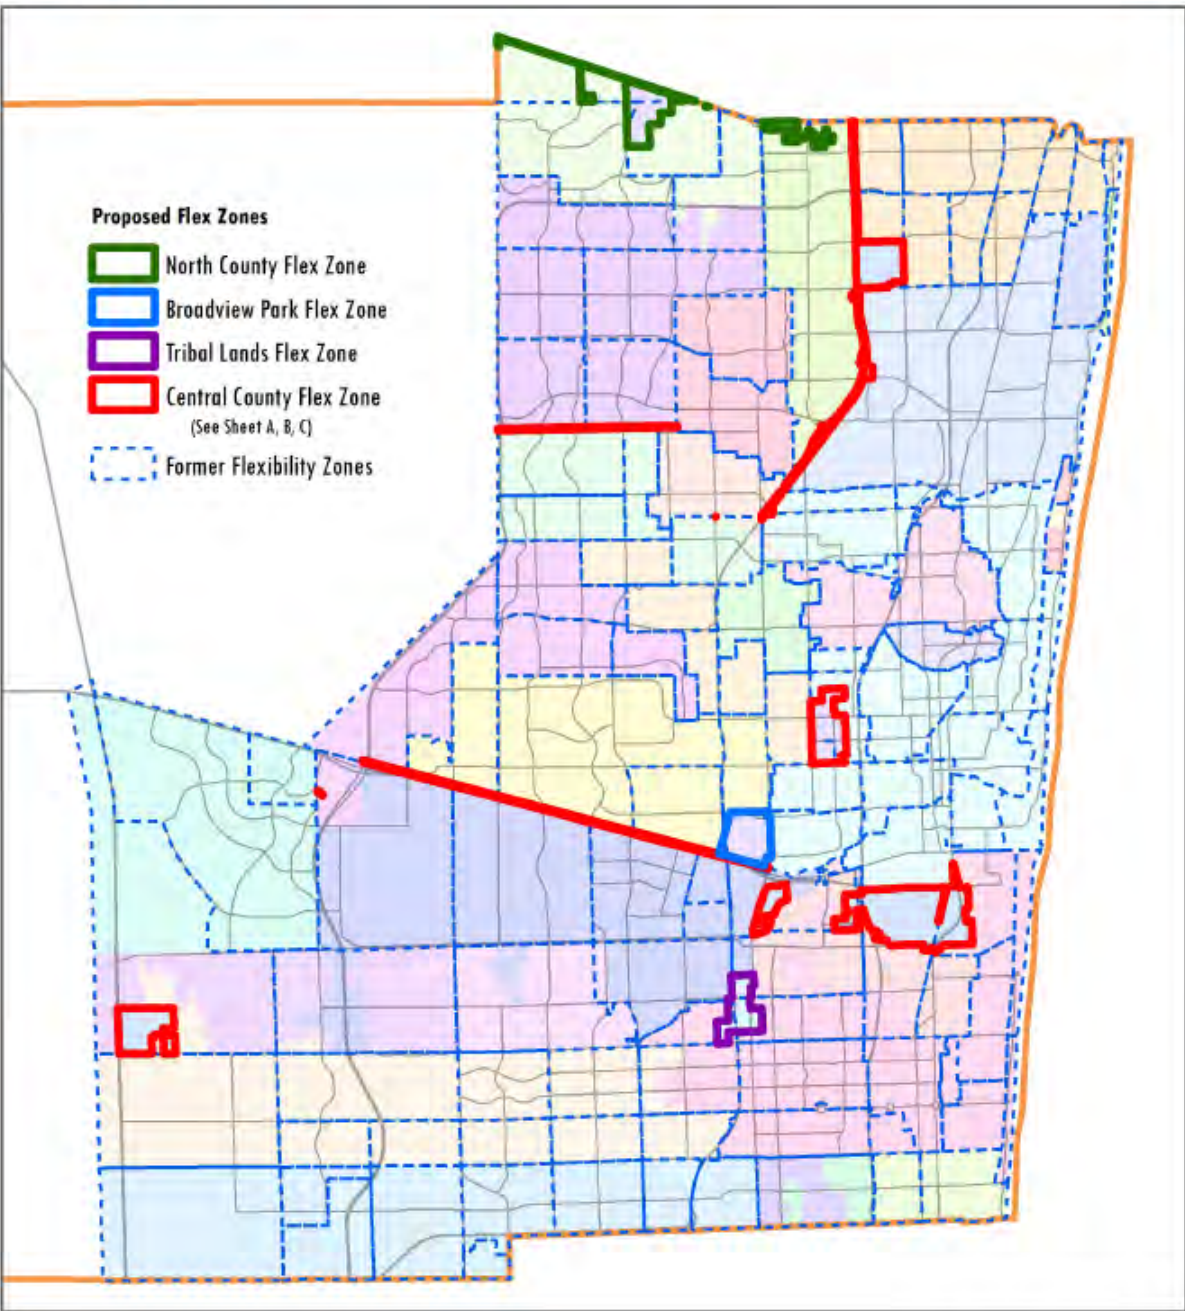 Proposed Flex Zones
North County Flex Zone
Broadview Park Flex Zone
Tribal Lands Flex Zone
Central County Flex Zone
(See Sheet A, B, C)
Former Flexibility Zones